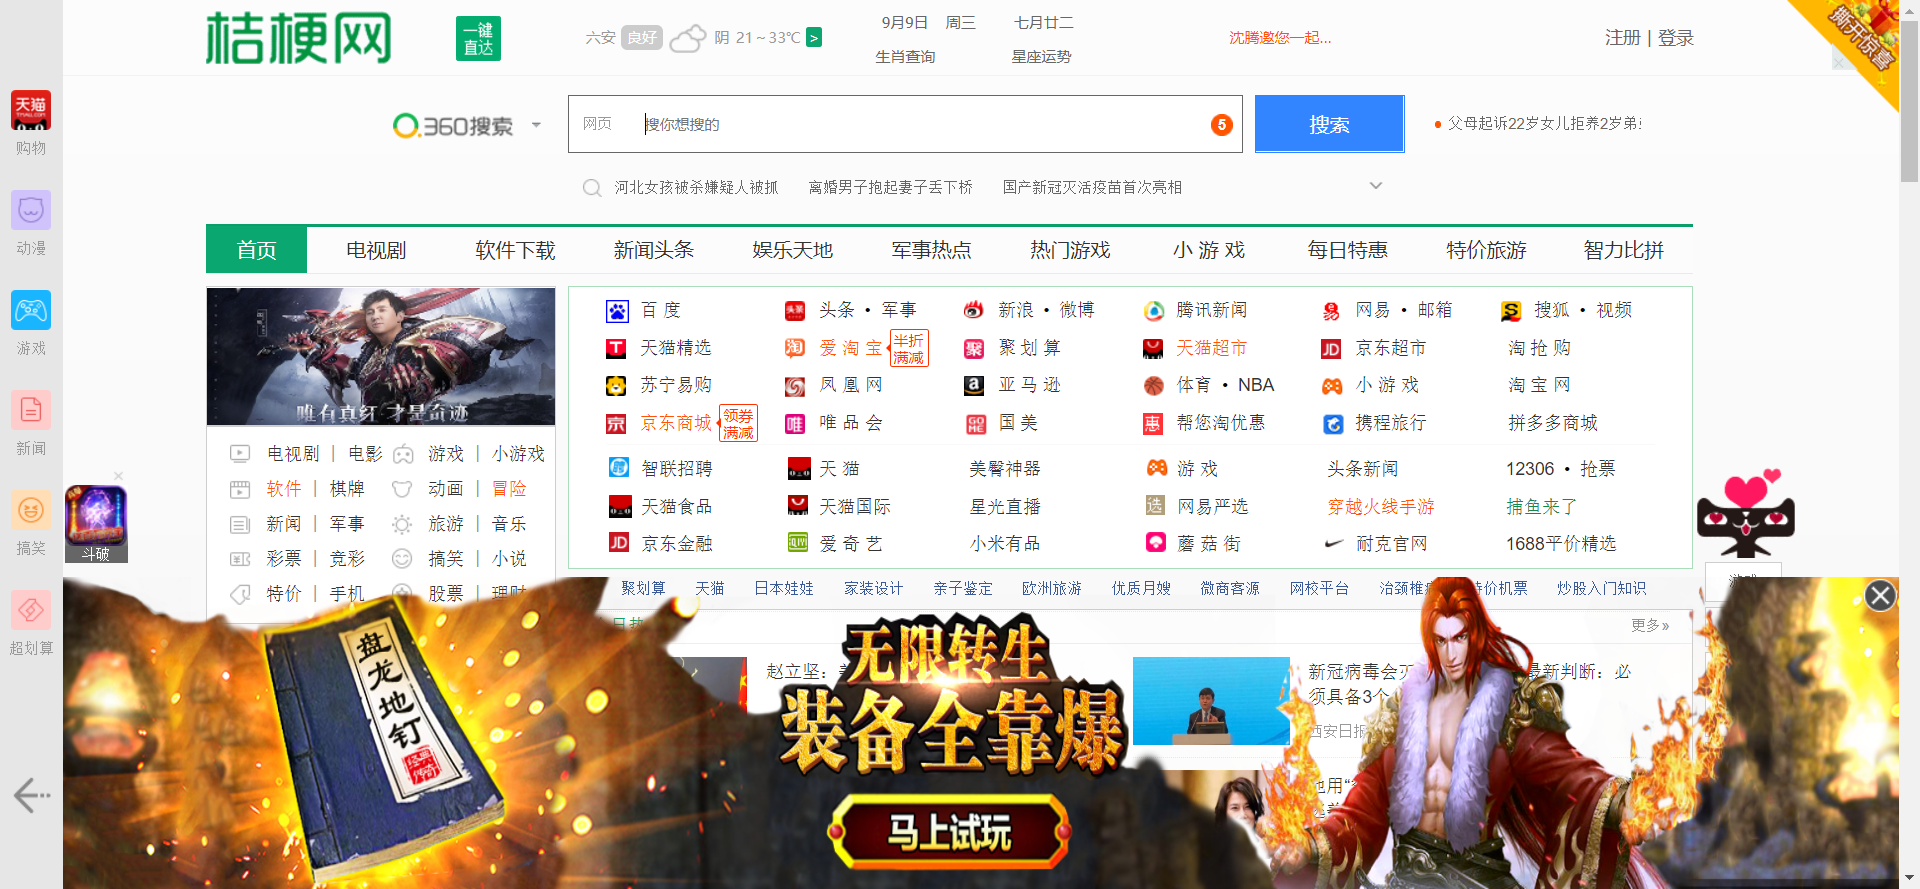 桔梗网
一键
直达
六安 良好 阴 21～33℃ >
9月9日 周三 七月廿二
生肖查询 星座运势
沈腾邀您一起...
注册 | 登录
撕开惊喜
天猫
TMALL.COM
购物
动漫
游戏
新闻
搞笑
超划算
360搜索
网页 搜你想搜的 5
搜索
父母起诉22岁女儿拒养2岁弟
河北女孩被杀嫌疑人被抓 离婚男子抱起妻子丢下桥 国产新冠灭活疫苗首次亮相
首页 电视剧 软件下载 新闻头条 娱乐天地 军事热点 热门游戏 小 游 戏 每日特惠 特价旅游 智力比拼
唯有真红 才是奇迹
电视剧 | 电影 游戏 | 小游戏
软件 | 棋牌 动画 | 冒险
新闻 | 军事 旅游 | 音乐
彩票 | 竞彩 搞笑 | 小说
特价 | 手机 股票 | 理财
百 度 头条 • 军事 新浪 • 微博 腾讯新闻 网易 • 邮箱 搜狐 • 视频
天猫精选 爱 淘 宝 半折满减 聚 划 算 天猫超市 京东超市 淘 抢 购
苏宁易购 凤 凰 网 亚 马 逊 体育 • NBA 小 游 戏 淘 宝 网
京东商城 领券满减 唯 品 会 国 美 帮您淘优惠 携程旅行 拼多多商城
智联招聘 天 猫 美臀神器 游 戏 头条新闻 12306 • 抢票
天猫食品 天猫国际 星光直播 网易严选 穿越火线手游 捕鱼来了
京东金融 爱 奇 艺 小米有品 蘑 菇 街 耐克官网 1688平价精选
聚划算 天猫 日本娃娃 家装设计 亲子鉴定 欧洲旅游 优质月嫂 微商客源 网校平台 治颈椎 特价机票 炒股入门知识
更多»
斗破
赵立坚：
新冠病毒会
最新判断：必
须具备3个
西安日报
他用“
盘龙地钉
经典传奇
无限转生
装备全靠爆
马上试玩